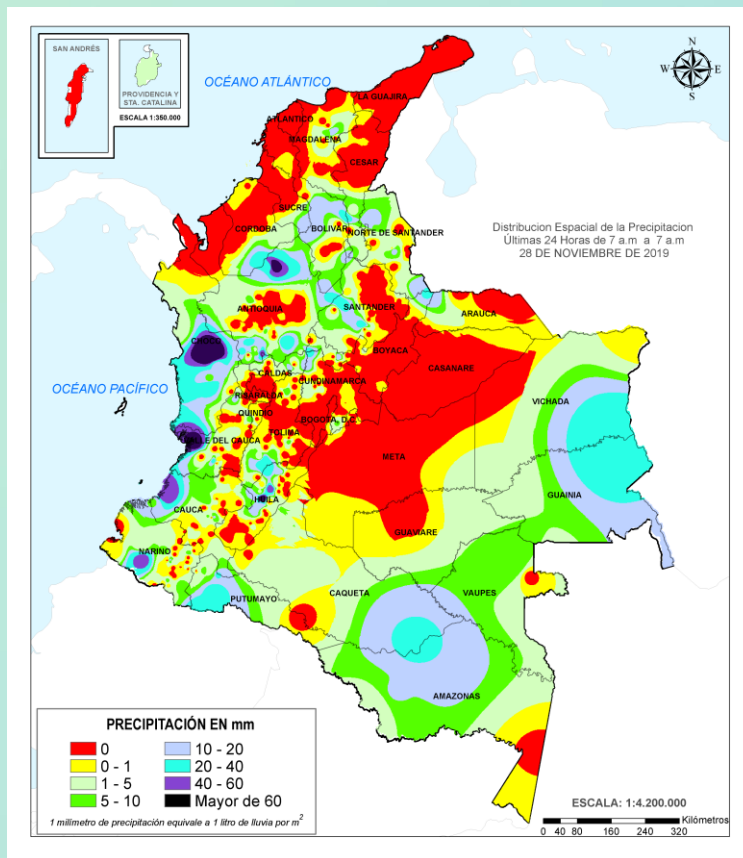 SAN ANDRÉS
PROVIDENCIA Y
STA. CATALINA
ESCALA 1:350.000
OCÉANO ATLÁNTICO
N
W
E
S
LA GUAJIRA
ATLANTICO
MAGDALENA
CESAR
SUCRE
CORDOBA
BOLIVAR
NORTE DE SANTANDER
Distribucion Espacial de la Precipitacion
Últimas 24 Horas de 7 a.m a 7 a.m
28 DE NOVIEMBRE DE 2019
ANTIOQUIA
SANTANDER
ARAUCA
CHOCO
BOYACA
CASANARE
OCÉANO PACÍFICO
CALDAS
CUNDINAMARCA
RISARALDA
VICHADA
QUINDIO
BOGOTA, D.C.
TOLIMA
VALLE DEL CAUCA
META
HUILA
GUAINIA
CAUCA
GUAVIARE
NARIÑO
PUTUMAYO
CAQUETA
VAUPES
AMAZONAS
PRECIPITACIÓN EN mm
0
0 - 1
1 - 5
5 - 10
10 - 20
20 - 40
40 - 60
Mayor de 60
1 milimetro de precipitación equivale a 1 litro de lluvia por m2
ESCALA: 1:4.200.000
Kilómetros
0 40 80 160 240 320